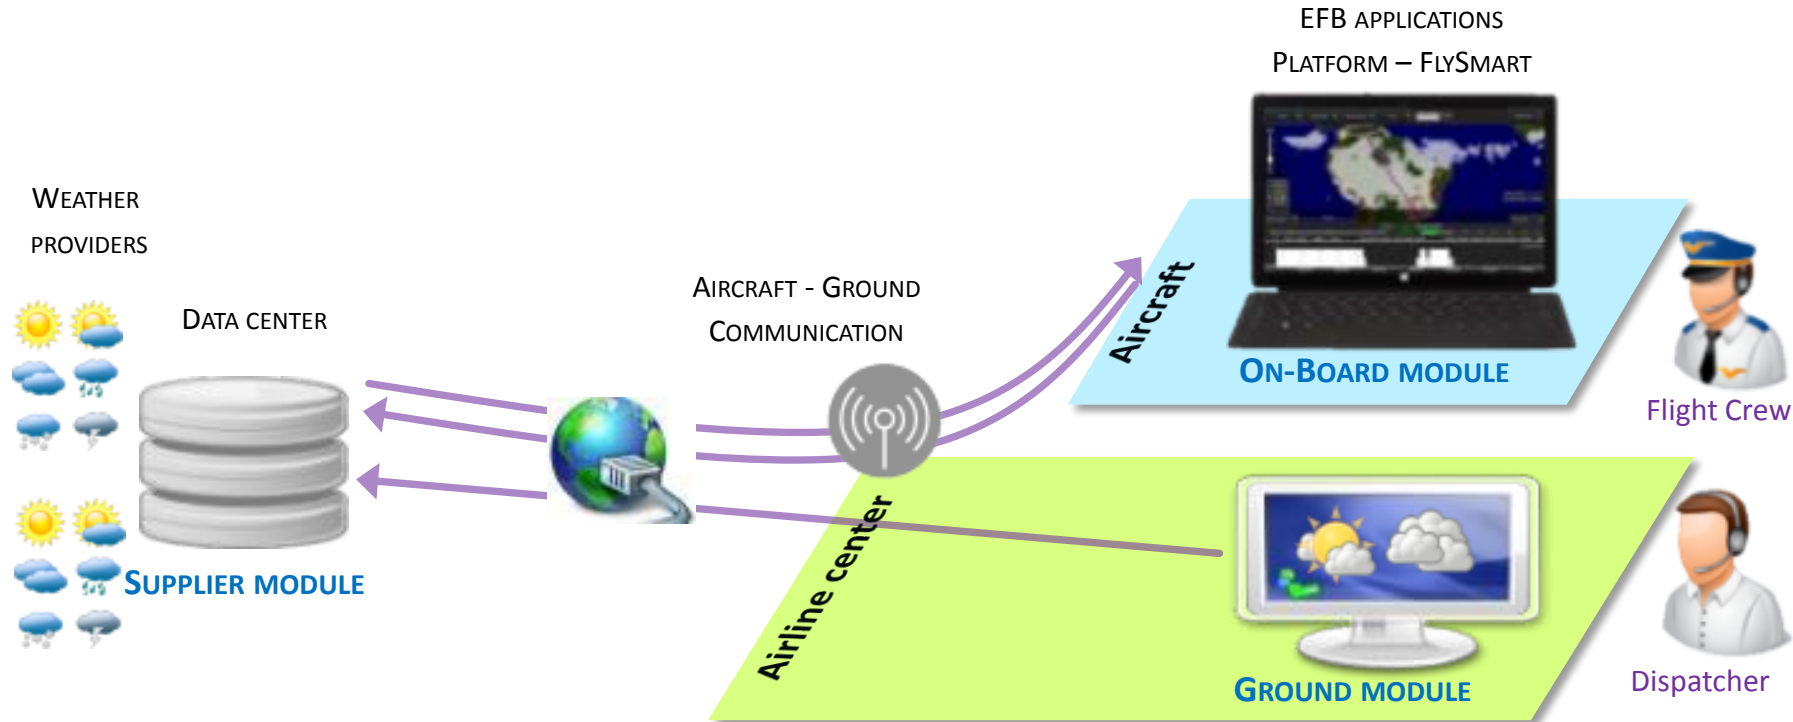 EFB APPLICATIONS
PLATFORM – FLYSMART
WEATHER
PROVIDERS
DATA CENTER
AIRCRAFT - GROUND
COMMUNICATION
Aircraft
ON-BOARD MODULE
Flight Crew
SUPPLIER MODULE
Airline center
GROUND MODULE
Dispatcher